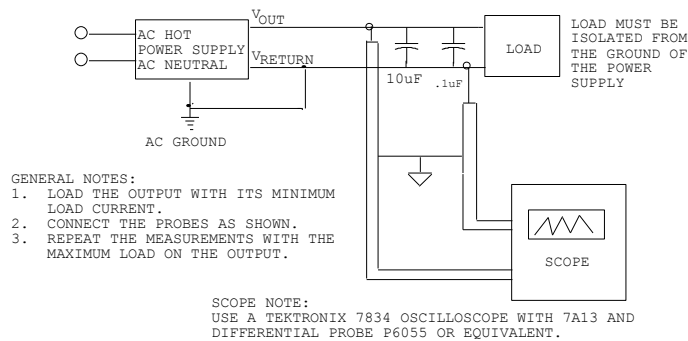 V OUT
AC HOT
POWER SUPPLY
AC NEUTRAL
V RETURN
10uF
.1uF
LOAD
LOAD MUST BE
ISOLATED FROM
THE GROUND OF
THE POWER
SUPPLY
AC GROUND
GENERAL NOTES:
1. LOAD THE OUTPUT WITH ITS MINIMUM
LOAD CURRENT.
2. CONNECT THE PROBES AS SHOWN.
3. REPEAT THE MEASUREMENTS WITH THE
MAXIMUM LOAD ON THE OUTPUT.
SCOPE
SCOPE NOTE:
USE A TEKTRONIX 7834 OSCILLOSCOPE WITH 7A13 AND
DIFFERENTIAL PROBE P6055 OR EQUIVALENT.